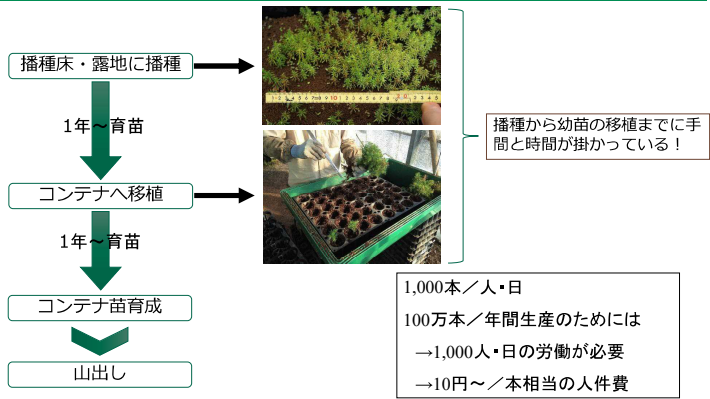 播種床・露地に播種
1年～育苗
コンテナへ移植
1年～育苗
コンテナ苗育成
山出し
播種から幼苗の移植までに手
間と時間が掛かっている！
1,000本／人・日
100万本／年間生産のためには
→1,000人・日の労働が必要
→10円～／本相当の人件費